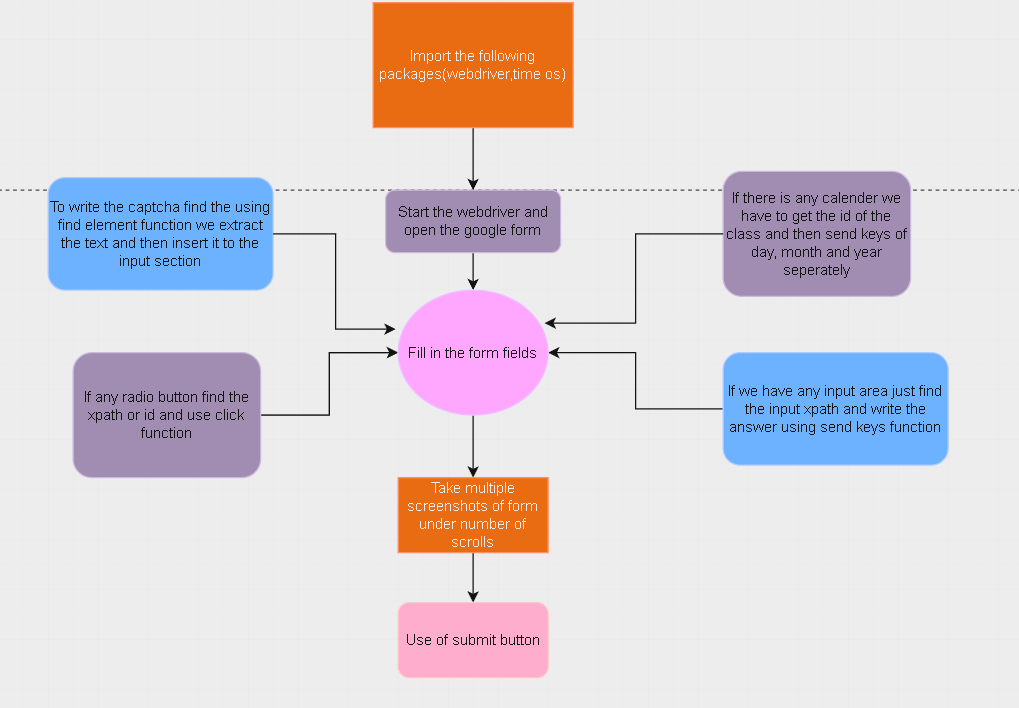 Import the following
packages(webdriver,time os)
To write the captcha find the using
find element function we extract
the text and then insert it to the
input section
Start the webdriver and
open the google form
If there is any calender we
have to get the id of the
class and then send keys of
day, month and year
seperately
Fill in the form fields
If any radio button find the
xpath or id and use click
function
If we have any input area just find
the input xpath and write the
answer using send keys function
Take multiple
screenshots of form
under number of
scrolls
Use of submit button